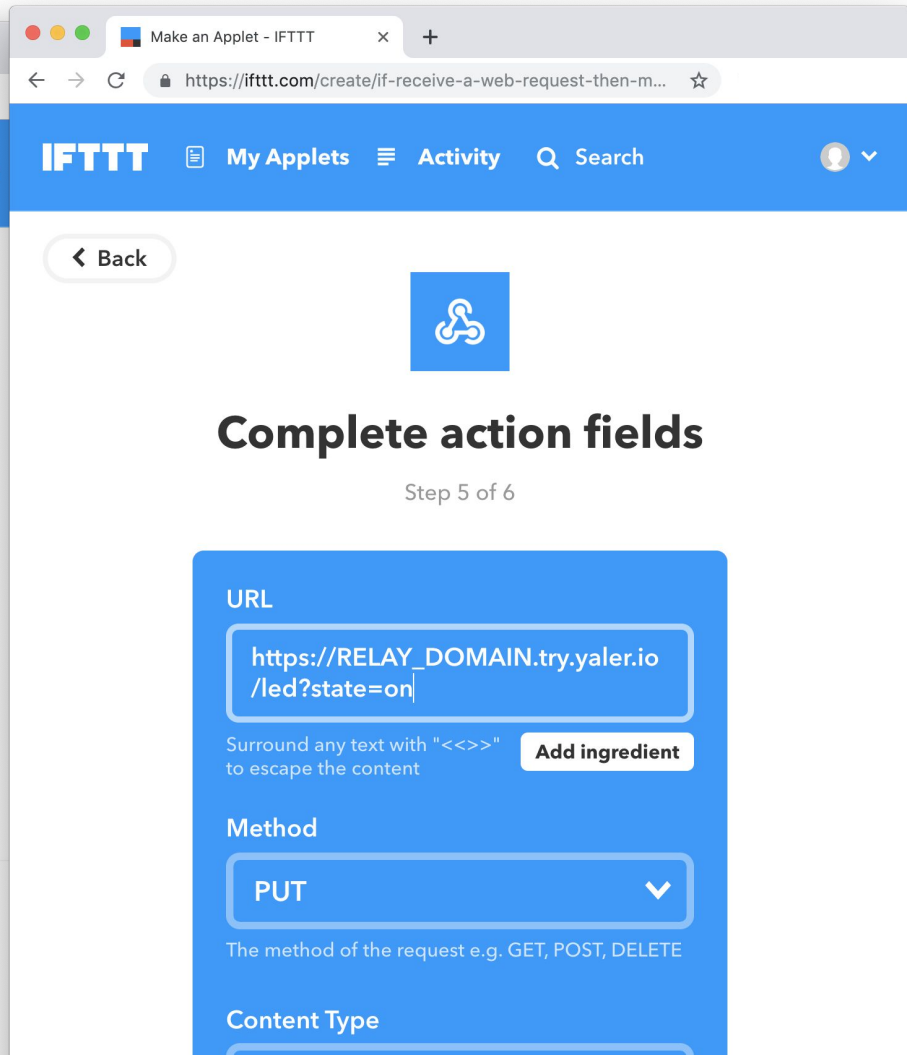 Make an Applet - IFTTT
https://ifttt.com/create/if-receive-a-web-request-then-m...
IFTTT My Applets Activity Search
Back
Complete action fields
Step 5 of 6
URL
https://RELAY_DOMAIN.try.yaler.io
/led?state=on
Surround any text with "<<>>"
to escape the content
Add ingredient
Method
PUT
The method of the request e.g. GET, POST, DELETE
Content Type